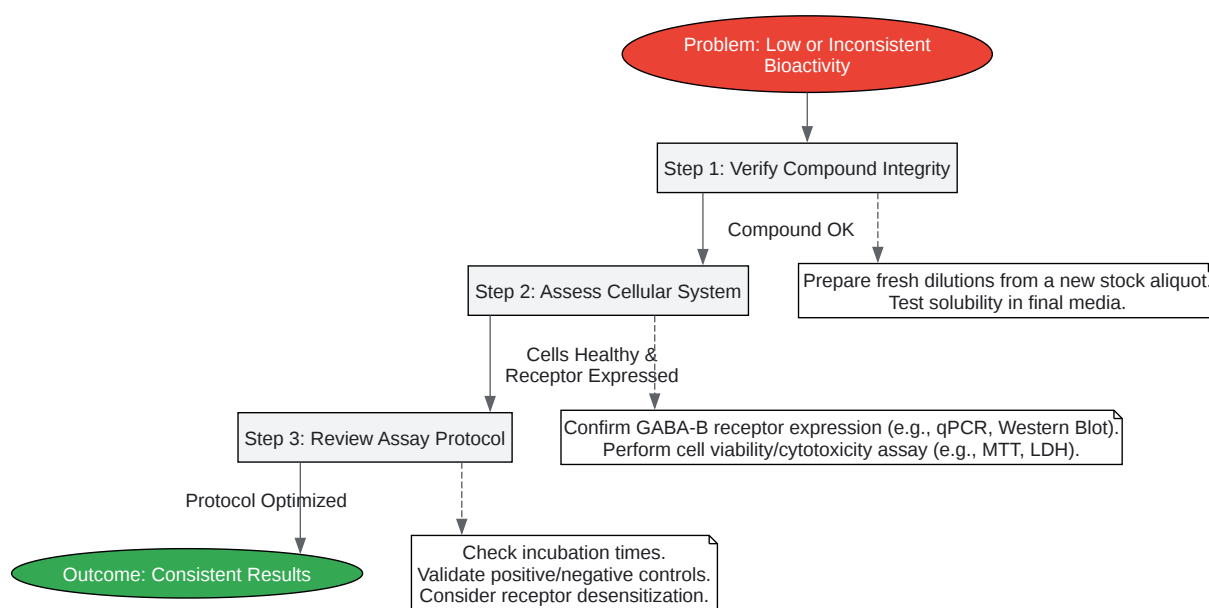 Problem: Low or Inconsistent
Bioactivity
Step 1: Verify Compound Integrity
Compound OK
Prepare fresh dilutions from a new stock aliquot.
Test solubility in final media.
Step 2: Assess Cellular System
Cells Healthy &
Receptor Expressed
Confirm GABA-B receptor expression (e.g., qPCR, Western Blot).
Perform cell viability/cytotoxicity assay (e.g., MTT, LDH).
Step 3: Review Assay Protocol
Protocol Optimized
Check incubation times.
Validate positive/negative controls.
Consider receptor desensitization.
Outcome: Consistent Results